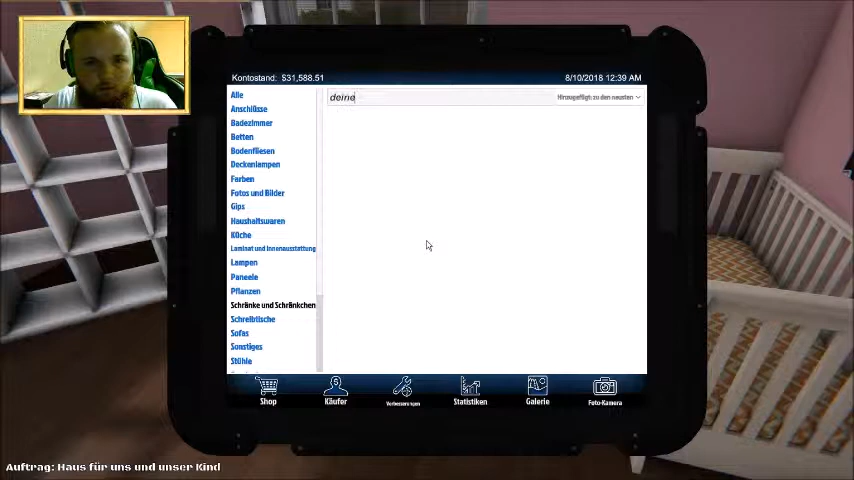 Kontostand: $31,588.51
8/10/2018 12:39 AM
Alle
deine
Hinzugefügt: zu den neusten
Anschlüsse
Badezimmer
Betten
Bodenfliesen
Deckenlampen
Farben
Fotos und Bilder
Gips
Haushaltswaren
Küche
Laminat und Innenausstattung
Lampen
Paneele
Pflanzen
Schränke und Schränkchen
Schreibtische
Sofas
Sonstiges
Stühle
Shop
Käufer
Verbesserungen
Statistiken
Galerie
Foto-Kamera
Auftrag: Haus für uns und unser Kind